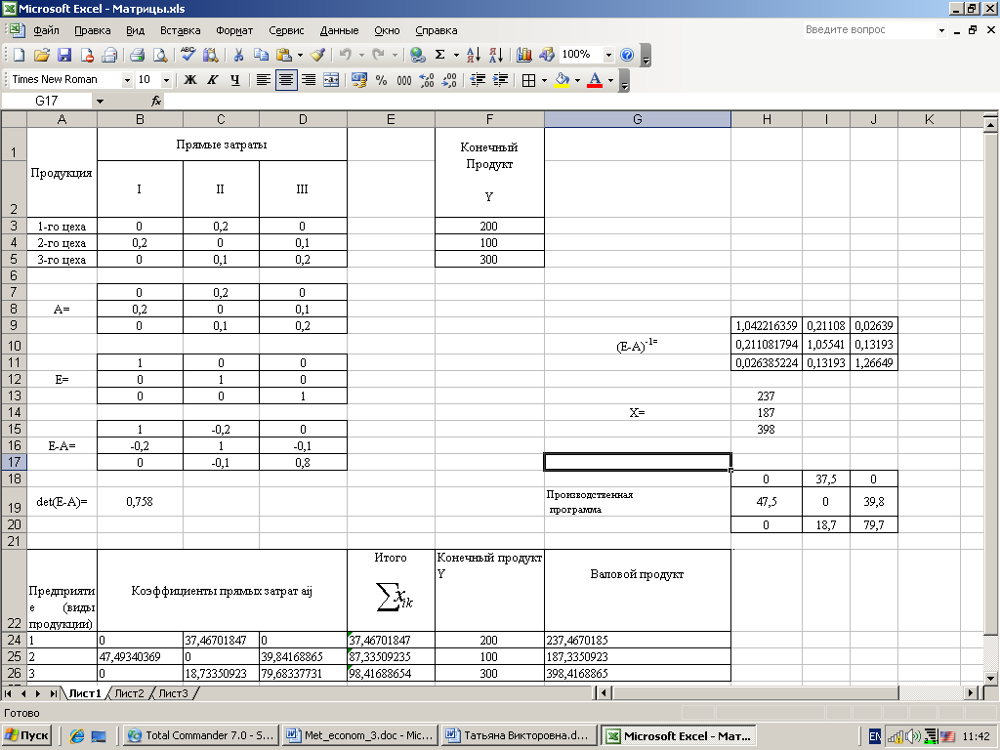 Microsoft Excel - Матрицы.xls
Файл Правка Вид Вставка Формат Сервис Данные Окно Справка Введите вопрос
100%
Times New Roman 10 Ж К Ч % 000
G17 fx
A B C D E F G H I J K
1 Продукция Прямые затраты Конечный Продукт Y
2 I II III
3 1-го цеха 0 0,2 0 200
4 2-го цеха 0,2 0 0,1 100
5 3-го цеха 0 0,1 0,2 300
6
7 0 0,2 0
8 A= 0,2 0 0,1
9 0 0,1 0,2 1,042216359 0,21108 0,02639
10 (E-A)-1= 0,211081794 1,05541 0,13193
11 1 0 0 0,026385224 0,13193 1,26649
12 E= 0 1 0
13 0 0 1 237
14 X= 187
15 1 -0,2 0 398
16 E-A= -0,2 1 -0,1
17 0 -0,1 0,8
18 0 37,5 0
19 det(E-A)= 0,758 Производственная программа 47,5 0 39,8
20 0 18,7 79,7
21
22 Предприятие (виды продукции) Коэффициенты прямых затрат aij Итого ∑xik Конечный продукт Y Валовой продукт
24 1 0 37,46701847 0 37,46701847 200 237,4670185
25 2 47,49340369 0 39,84168865 87,33509235 100 187,3350923
26 3 0 18,73350923 79,68337731 98,41688654 300 398,4168865
Лист1 Лист2 Лист3
Готово
Пуск Total Commander 7.0 - S... Met_econom_3.doc - Mic... Татьяна Викторовна.d... Microsoft Excel - Мат... EN 11:42